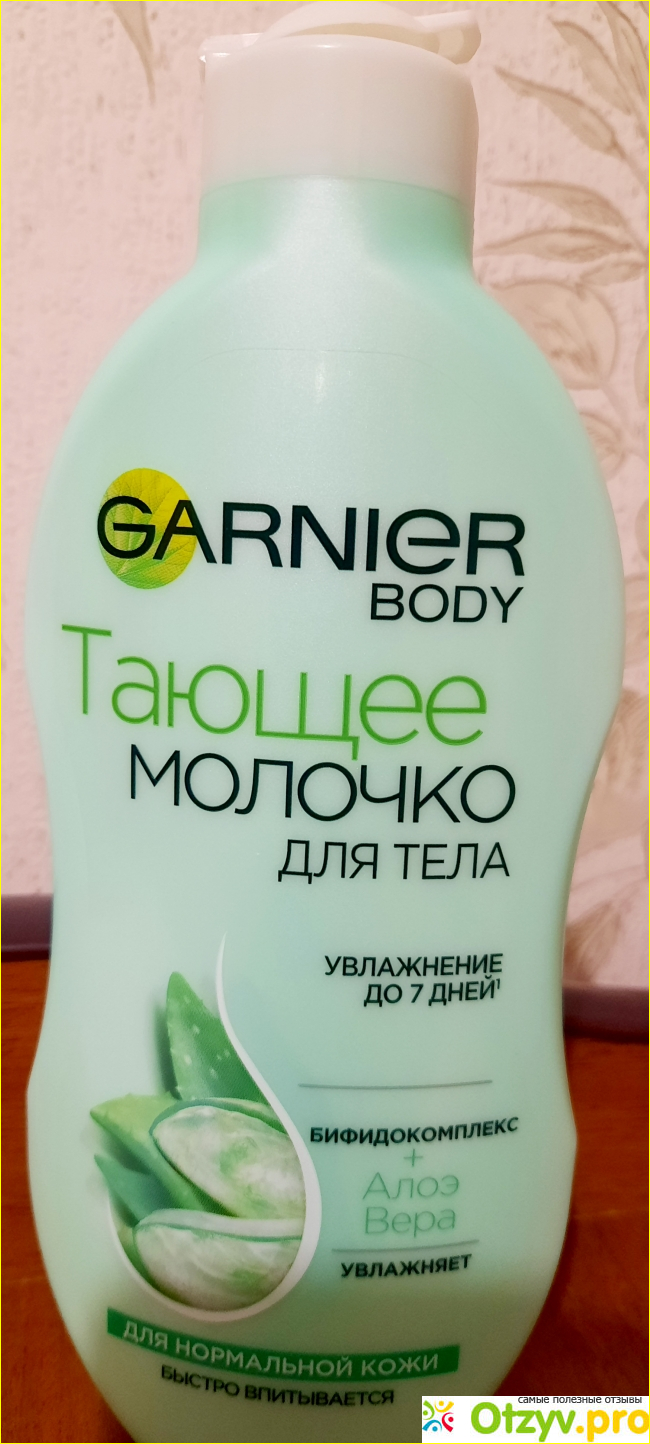 GARNIER
BODY
Тающее
МОЛОЧКО
ДЛЯ ТЕЛА
УВЛАЖНЕНИЕ
ДО 7 ДНЕЙ¹
БИФИДОКОМПЛЕКС
+
Алоэ
Вера
УВЛАЖНЯЕТ
ДЛЯ НОРМАЛЬНОЙ КОЖИ
БЫСТРО ВПИТЫВАЕТСЯ
самые полезные отзывы
Otzyv.pro